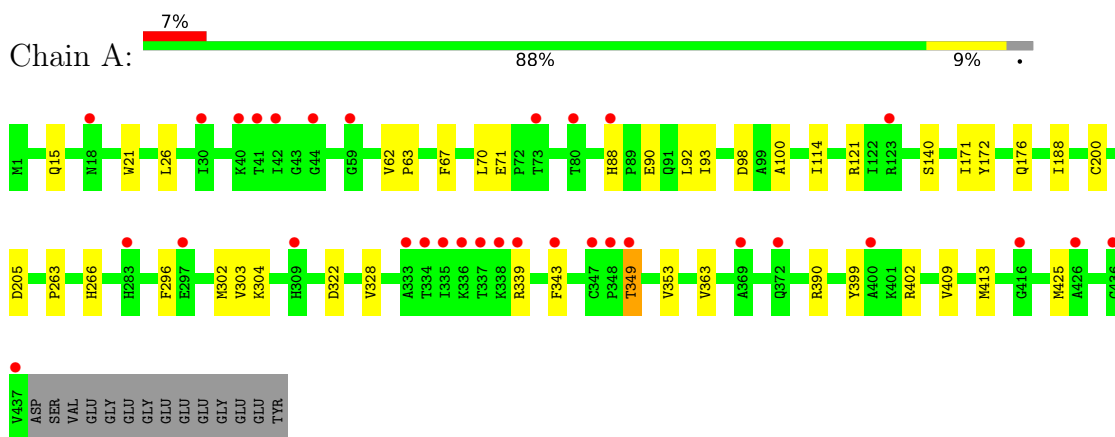 7%
Chain A:
88% 9% •
M1 Q15 N18 W21 L26 I30 K40 T41 I42 G43 G44 G59 V62 P63 F67 L70 E71 P72 T73 T80 H88 P89 E90 Q91 L92 I93 D98 A99 A100 I114 R121 I122 R123 S140 I171 Y172 Q176 I188 C200
D205 P263 H266 H283 F296 E297 M302 V303 K304 H309 D322 V328 A333 T334 I335 K336 T337 K338 R339 F343 C347 P348 T349 V353 V363 A369 Q372 R390 Y399 A400 K401 R402 V409 M413 G416 M425 A426 G436
V437 ASP SER VAL GLU GLY GLU GLY GLU GLU GLU GLY GLU GLU TYR